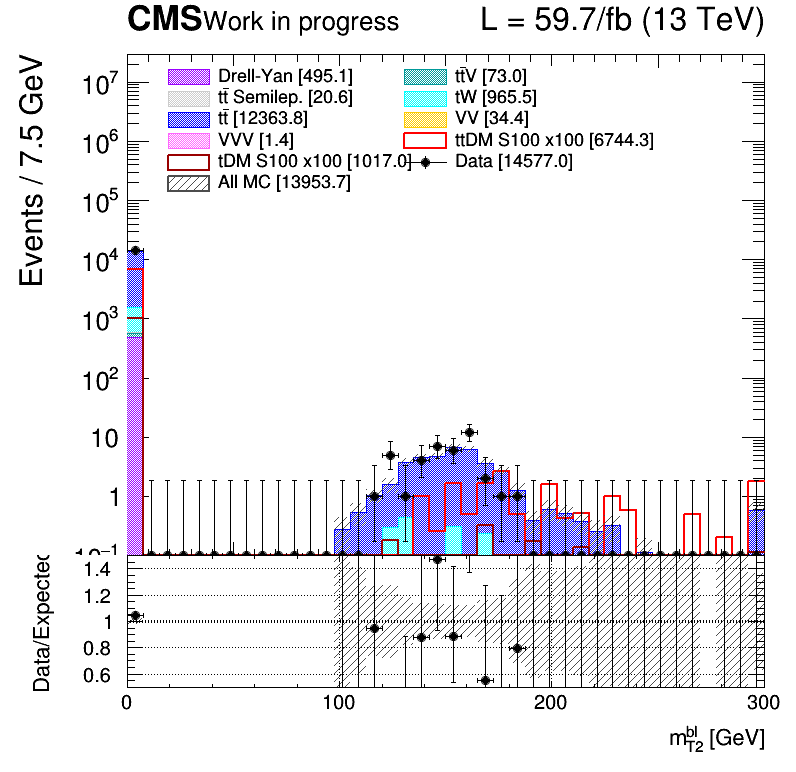 CMS Work in progress L = 59.7/fb (13 TeV)
Events / 7.5 GeV
Drell-Yan [495.1] tt̄V [73.0]
tt̄ Semilep. [20.6] tW [965.5]
tt̄ [12363.8] VV [34.4]
VVV [1.4] ttDM S100 x100 [6744.3]
tDM S100 x100 [1017.0] Data [14577.0]
All MC [13953.7]
10⁷
10⁶
10⁵
10⁴
10³
10²
10
1
10⁻¹
Data/Expected
1.4
1.2
1
0.8
0.6
0 100 200 300
m_{T2}^{bl} [GeV]